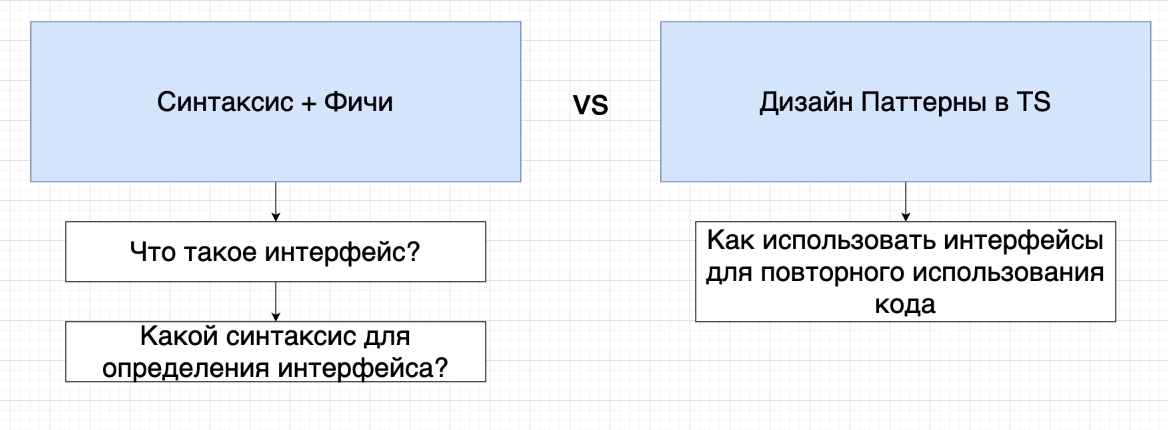 Синтаксис + Фичи
VS
Дизайн Паттерны в TS
Что такое интерфейс?
Какой синтаксис для
определения интерфейса?
Как использовать интерфейсы
для повторного использования
кода